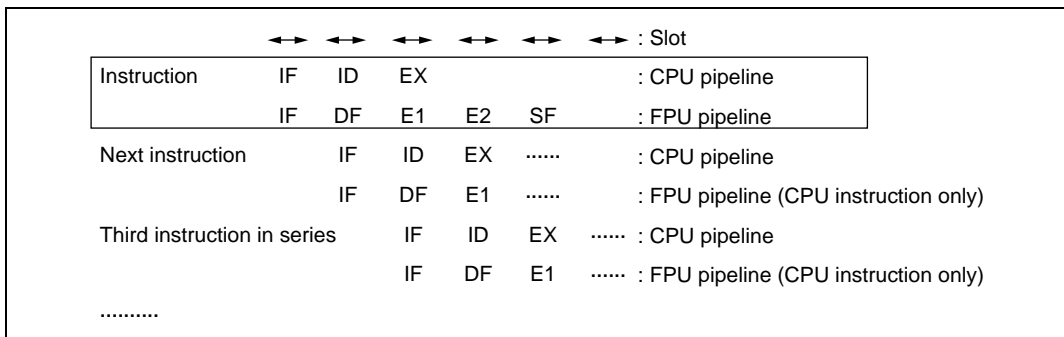 : Slot
Instruction IF ID EX : CPU pipeline
IF DF E1 E2 SF : FPU pipeline
Next instruction IF ID EX ...... : CPU pipeline
IF DF E1 ...... : FPU pipeline (CPU instruction only)
Third instruction in series IF ID EX ...... : CPU pipeline
IF DF E1 ...... : FPU pipeline (CPU instruction only)
..........